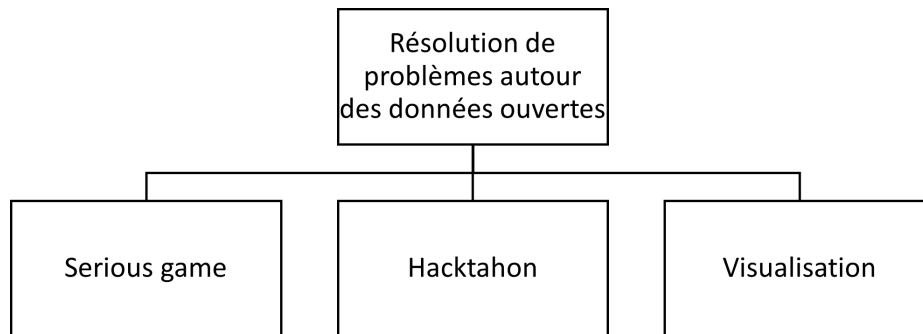 Résolution de
problèmes autour
des données ouvertes
Serious game
Hacktahon
Visualisation